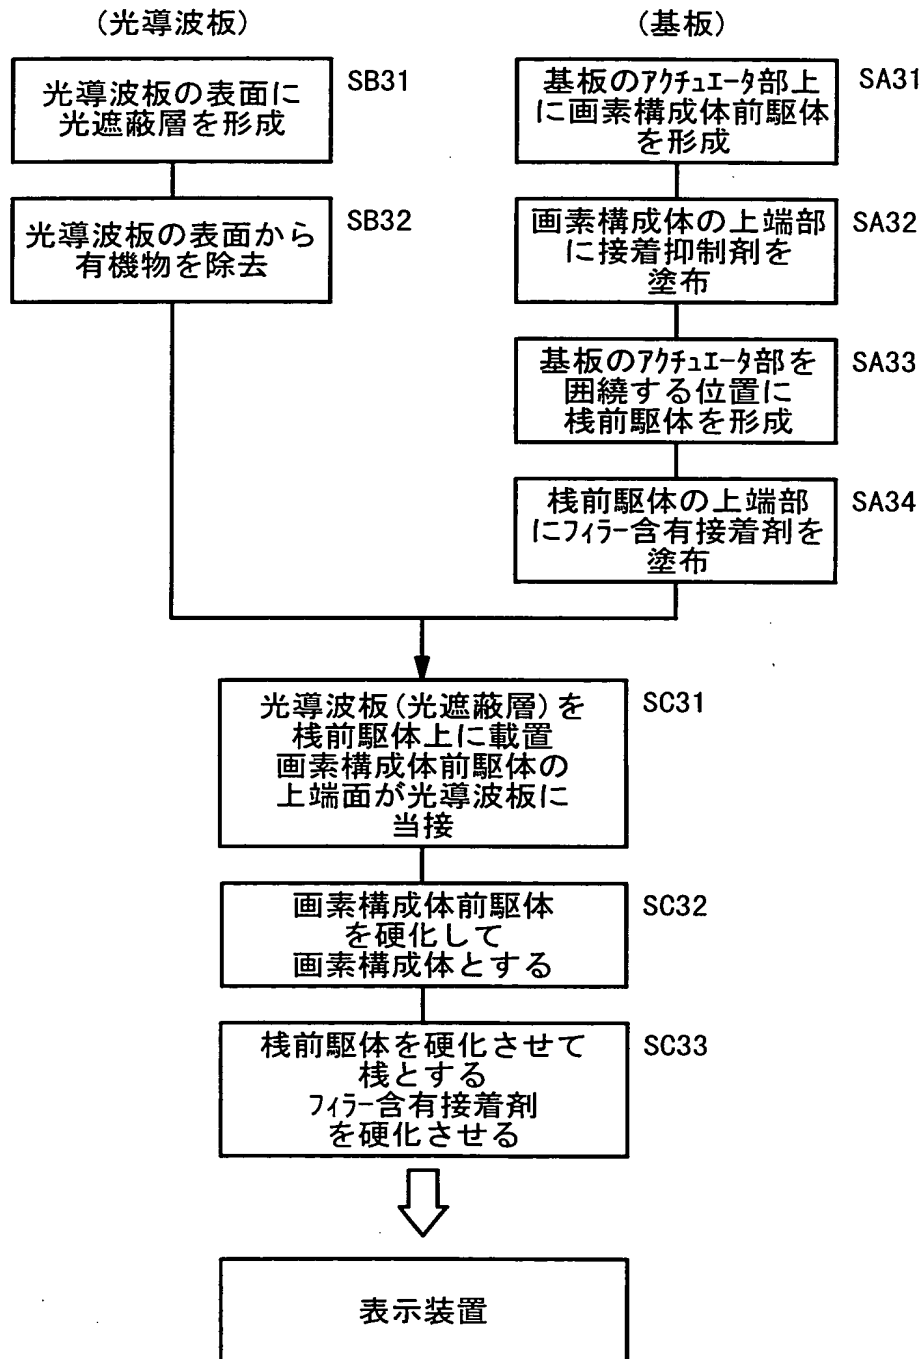 (光導波板)
光導波板の表面に
光遮蔽層を形成
SB31
光導波板の表面から
有機物を除去
SB32
(基板)
基板のｱｸﾁｭｴｰﾀ部上
に画素構成体前駆体
を形成
SA31
画素構成体の上端部
に接着抑制剤を
塗布
SA32
基板のｱｸﾁｭｴｰﾀ部を
囲繞する位置に
桟前駆体を形成
SA33
桟前駆体の上端部
にﾌｨﾗｰ含有接着剤を
塗布
SA34
光導波板(光遮蔽層)を
桟前駆体上に載置
画素構成体前駆体の
上端面が光導波板に
当接
SC31
画素構成体前駆体
を硬化して
画素構成体とする
SC32
桟前駆体を硬化させて
桟とする
ﾌｨﾗｰ含有接着剤
を硬化させる
SC33
表示装置